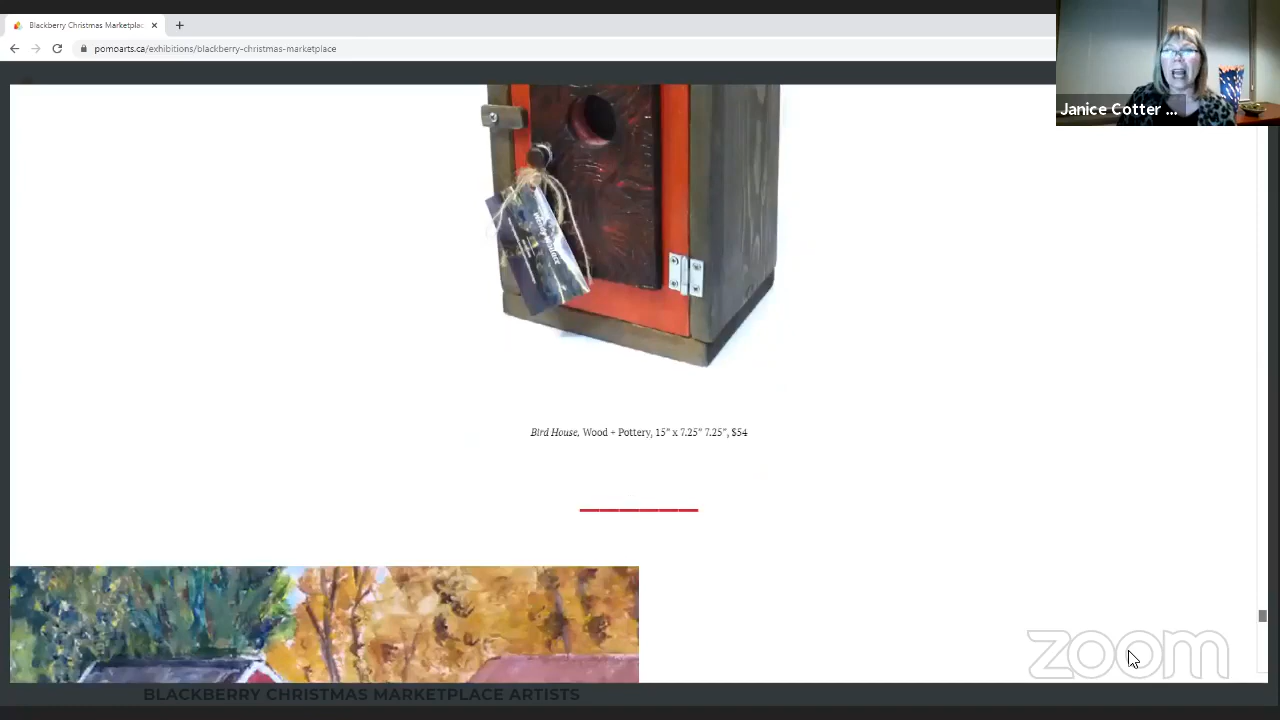 Blackberry Christmas Marketplac
pomoarts.ca/exhibitions/blackberry-christmas-marketplace
Janice Cotter ...
Bird House, Wood + Pottery, 15" x 7.25" 7.25", $54
zoom
BLACKBERRY CHRISTMAS MARKETPLACE ARTISTS